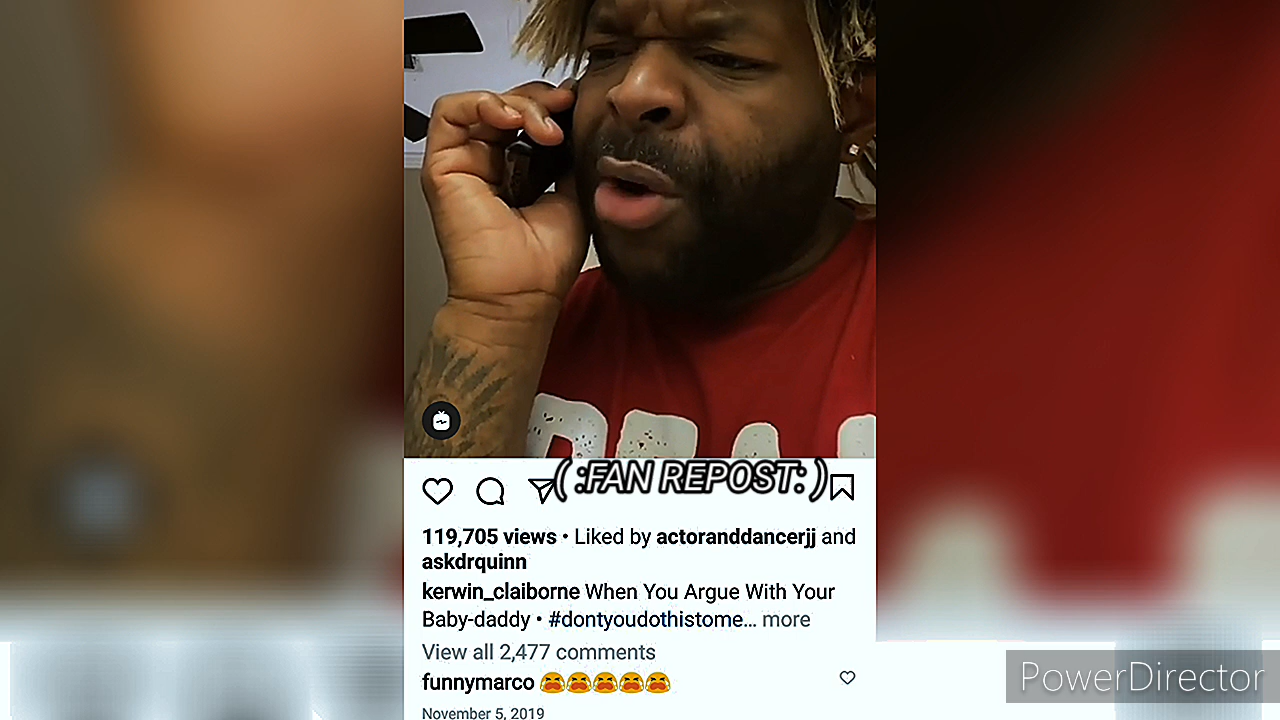 ( :FAN REPOST: )
119,705 views • Liked by actoranddancerjj and
askdrquinn
kerwin_claiborne When You Argue With Your
Baby-daddy • #dontyoudothistome... more
View all 2,477 comments
funnymarco 😫😫😫😫😫
November 5, 2019
PowerDirector